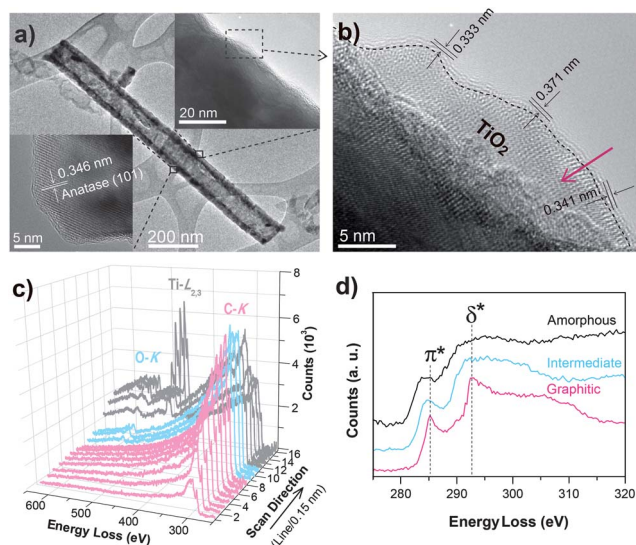 a)
20 nm
0.346 nm
Anatase (101)
5 nm
200 nm
b)
0.333 nm
0.371 nm
TiO2
0.341 nm
5 nm
c)
Ti-L2,3
C-K
O-K
8
6
4
2
Counts (10³)
600
500
400
300
Energy Loss (eV)
2
4
6
8
10
12
14
16
Scan Direction
(Line/0.15 nm)
d)
δ*
π*
Amorphous
Intermediate
Graphitic
Counts (a. u.)
280
290
300
310
320
Energy Loss (eV)